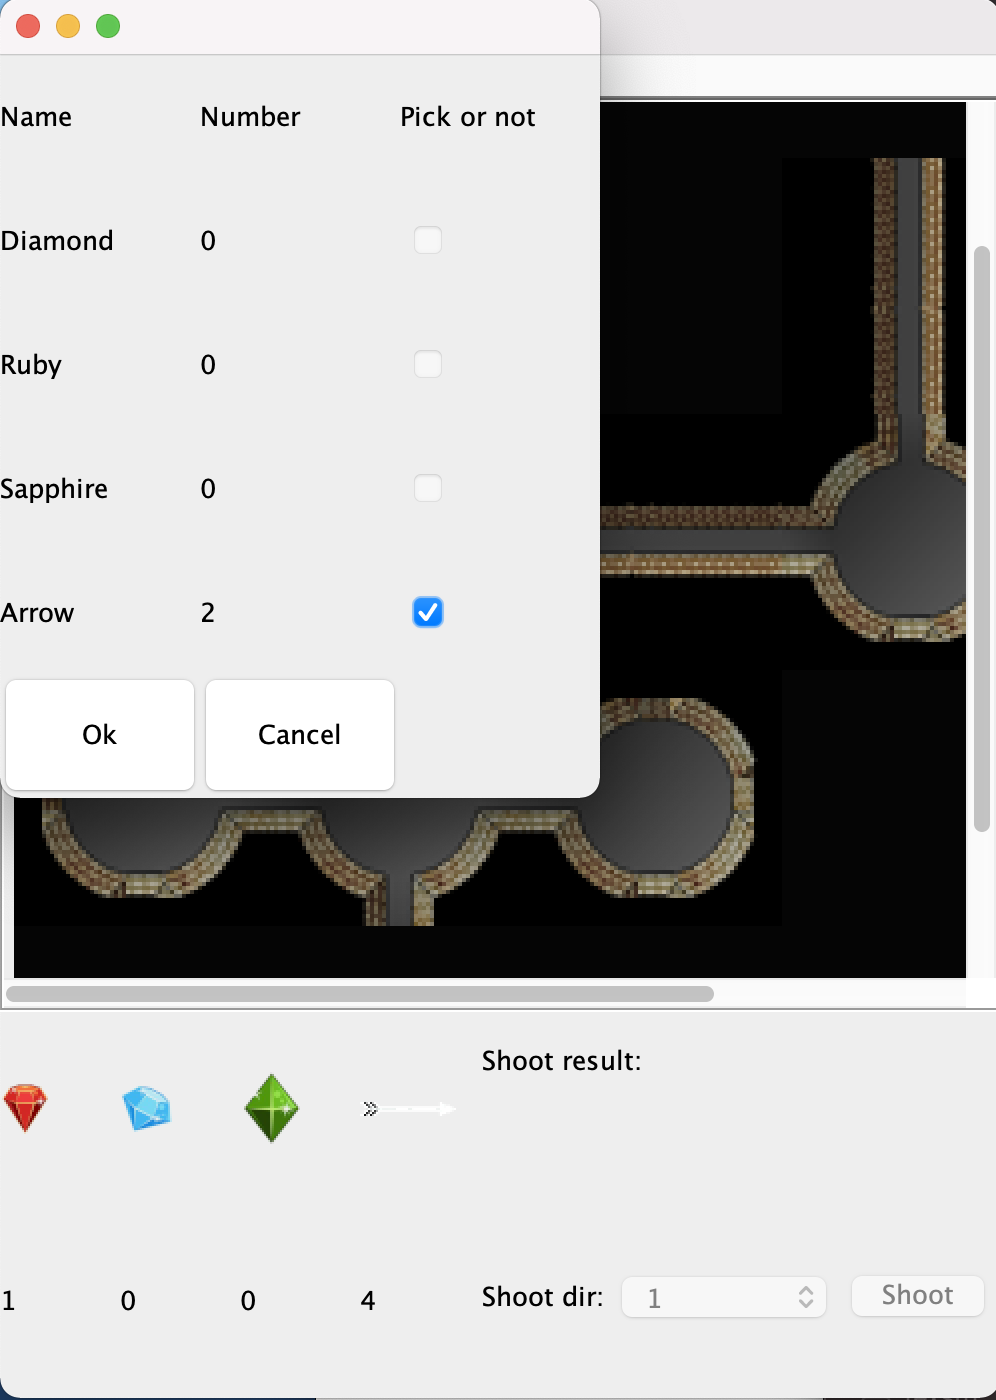 Name Number Pick or not
Diamond 0
Ruby 0
Sapphire 0
Arrow 2
Ok Cancel
Shoot result:
1 0 0 4 Shoot dir: 1 Shoot